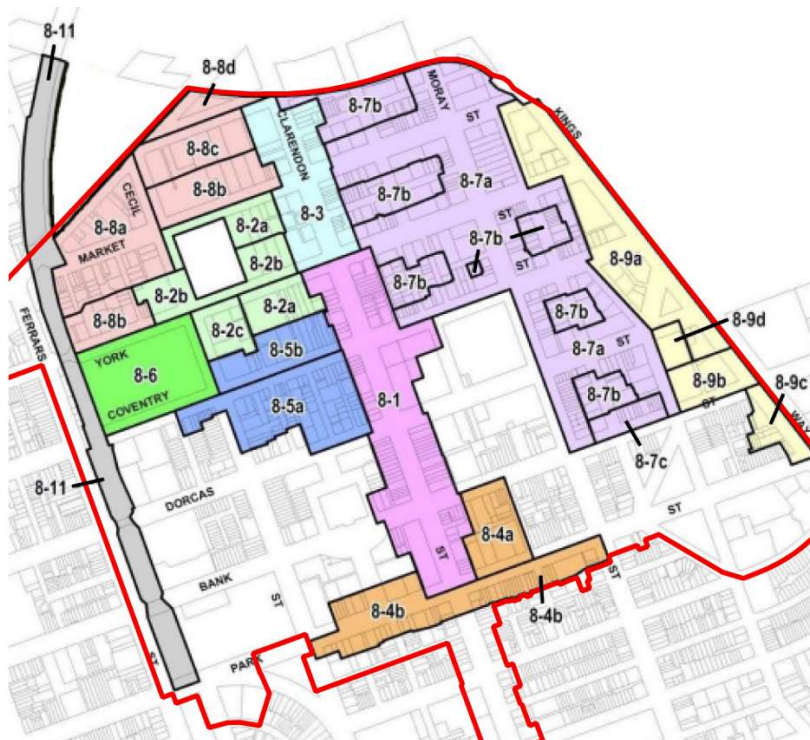 8-11
8-8d
MORAY
8-7b
KINGS
CLARENDON
ST
8-8c
8-7a
8-8b
8-7b
CECIL
8-8a
8-3
8-2a
ST
MARKET
8-7b
8-9a
8-2b
ST
8-7b
8-2b
8-2a
8-8b
8-7b
FERRARS
8-2c
8-9d
YORK
8-5b
8-7a
ST
8-6
8-9b
8-9c
COVENTRY
8-1
8-7b
8-5a
ST
WAY
8-7c
8-11
DORCAS
ST
8-4a
ST
BANK
ST
ST
8-4b
8-4b
ST
PARK